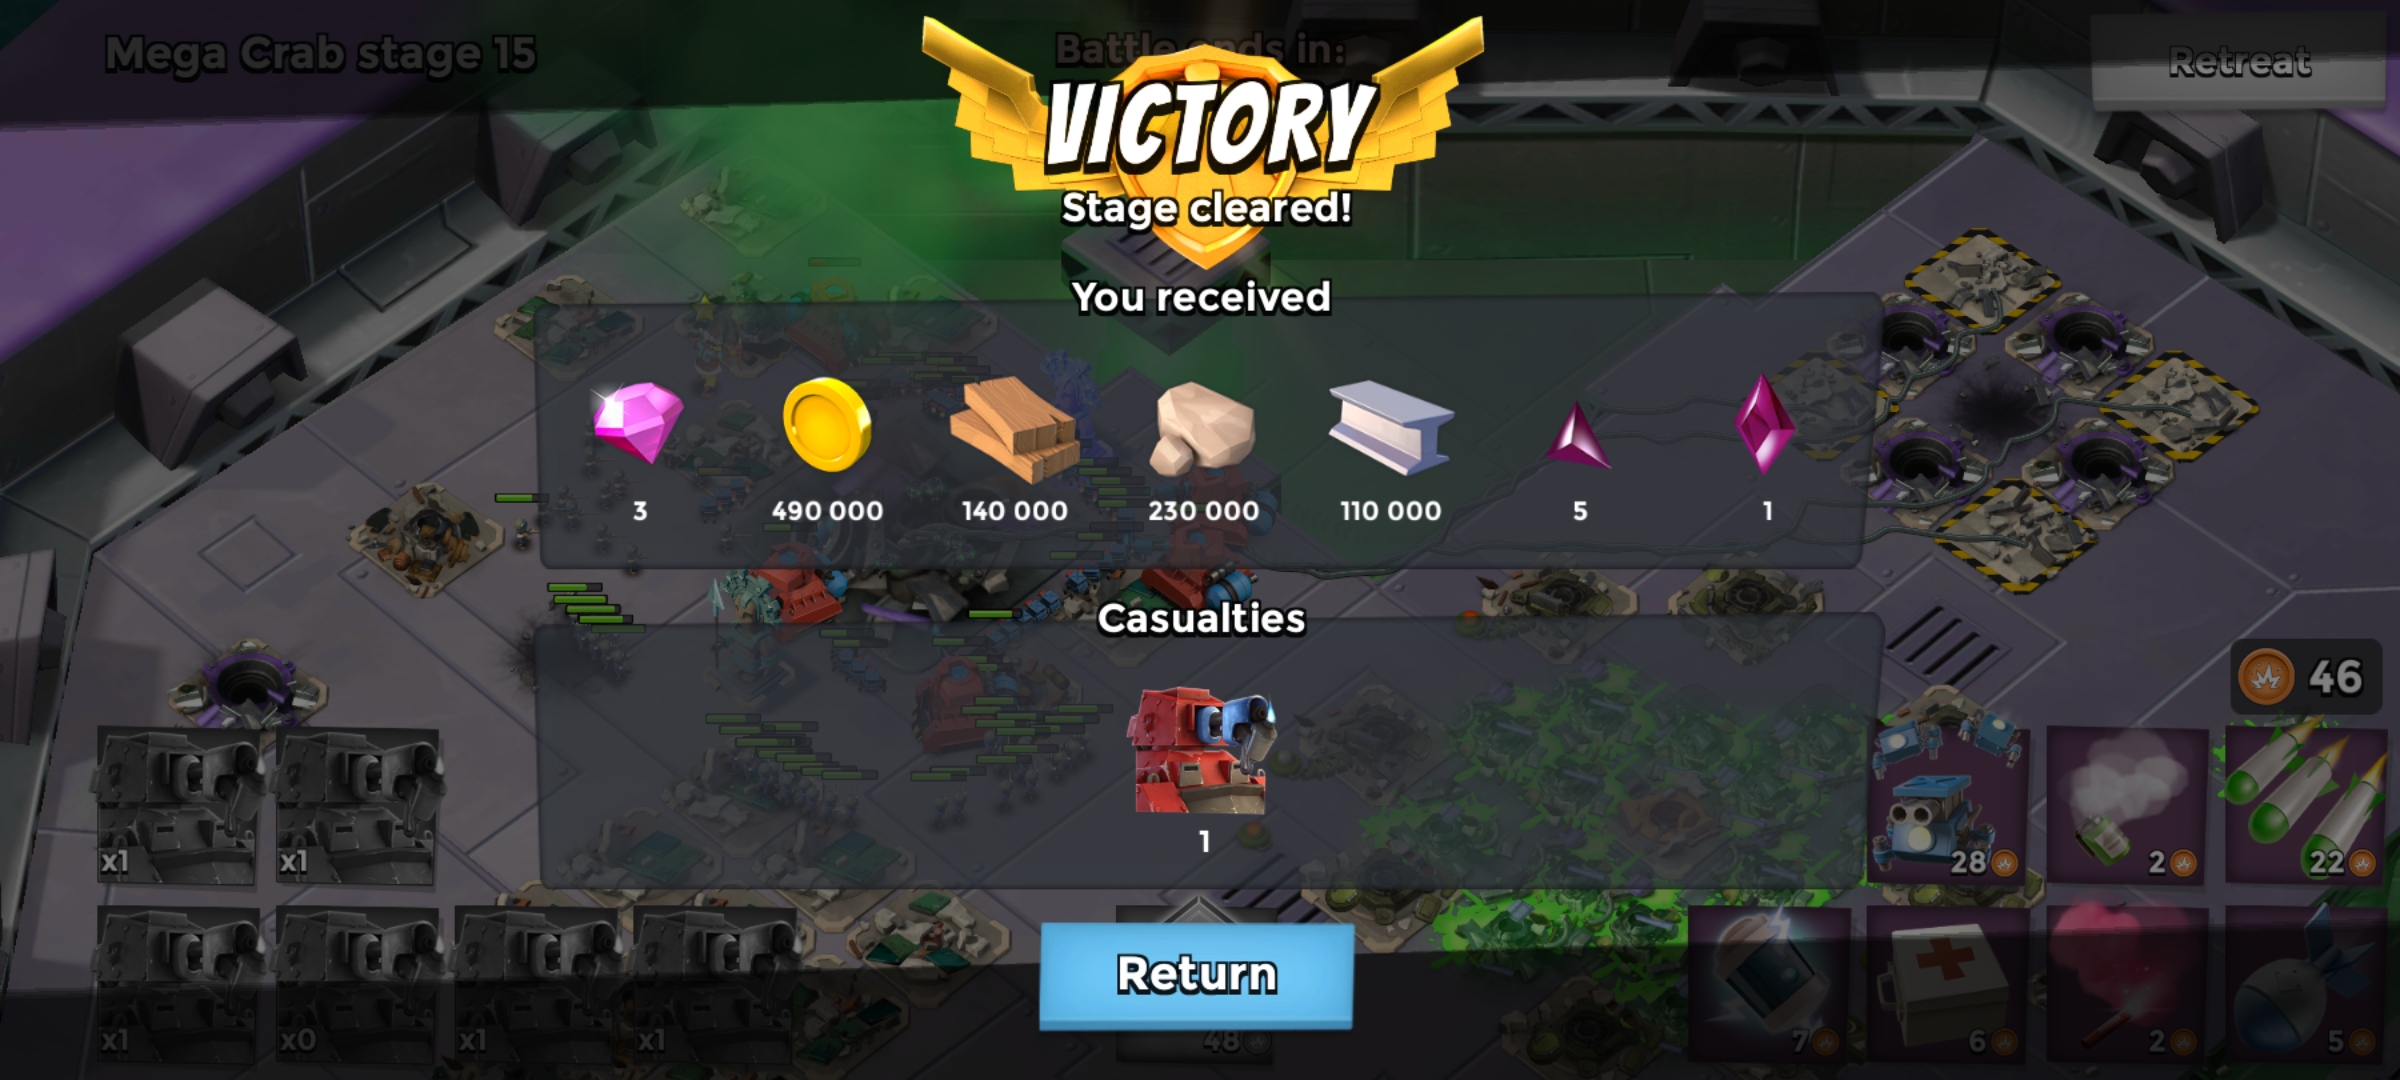 Mega Crab stage 15
Battle ends in:
Retreat
VICTORY
Stage cleared!
You received
3
490 000
140 000
230 000
110 000
5
1
Casualties
46
1
x1
x1
28
2
22
Return
x1
x0
x1
x1
48
7
6
2
5